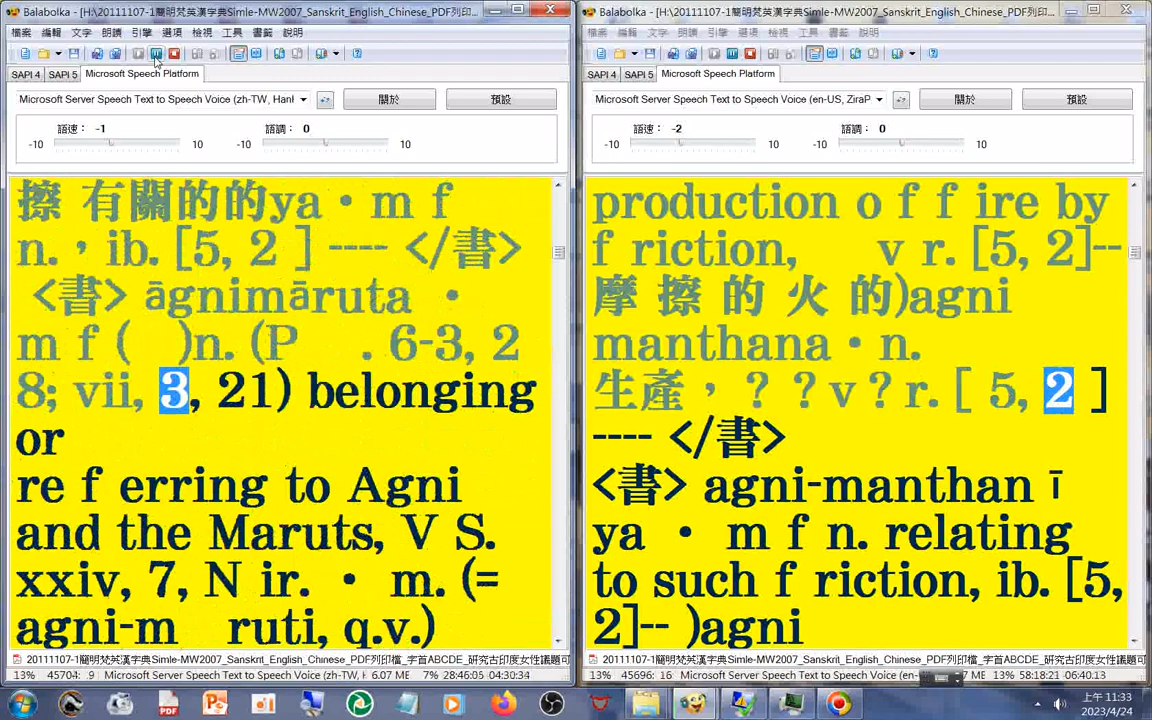 Balabolka - [H:\20111107-1簡明梵英漢字典Simle-MW2007_Sanskrit_English_Chinese_PDF列印...
檔案 編輯 文字 朗讀 引擎 選項 檢視 工具 書籤 說明
SAPI 4 SAPI 5 Microsoft Speech Platform
Microsoft Server Speech Text to Speech Voice (zh-TW, HanH 關於 預設
語速： -1 語調： 0
-10 10 -10 10
擦 有關的的ya•m f
n.，ib. [5, 2 ] ---- </書>
<書> āgnimāruta •
m f ( )n. (P . 6-3, 2
8; vii, 3, 21) belonging
or
re f erring to Agni
and the Maruts, V S.
xxiv, 7, N ir. • m. (=
agni-m ruti, q.v.)
20111107-1簡明梵英漢字典Simle-MW2007_Sanskrit_English_Chinese_PDF列印檔_字首ABCDE_研究古印度女性議題可
13% 45704: .9 Microsoft Server Speech Text to Speech Voice (zh-TW, H 6.07 ME 7% 28:46:05 04:30:34
Balabolka - [H:\20111107-1簡明梵英漢字典Simle-MW2007_Sanskrit_English_Chinese_PDF列印...
檔案 編輯 文字 朗讀 引擎 選項 檢視 工具 書籤 說明
SAPI 4 SAPI 5 Microsoft Speech Platform
Microsoft Server Speech Text to Speech Voice (en-US, ZiraP 關於 預設
語速： -2 語調： 0
-10 10 -10 10
production o f f ire by
f riction, v r. [5, 2]--
摩 擦 的 火 的)agni
manthana•n.
生產，？？v？r. [ 5, 2 ]
---- </書>
<書> agni-manthan ī
ya • m f n. relating
to such f riction, ib. [5,
2]-- )agni
20111107-1簡明梵英漢字典Simle-MW2007_Sanskrit_English_Chinese_PDF列印檔_字首ABCDE_研究古印度女性議題可
13% 45696: 16 Microsoft Server Speech Text to Speech Voice 7 ME 13% 58:18:21 06:40:13
上午 11:33
2023/4/24